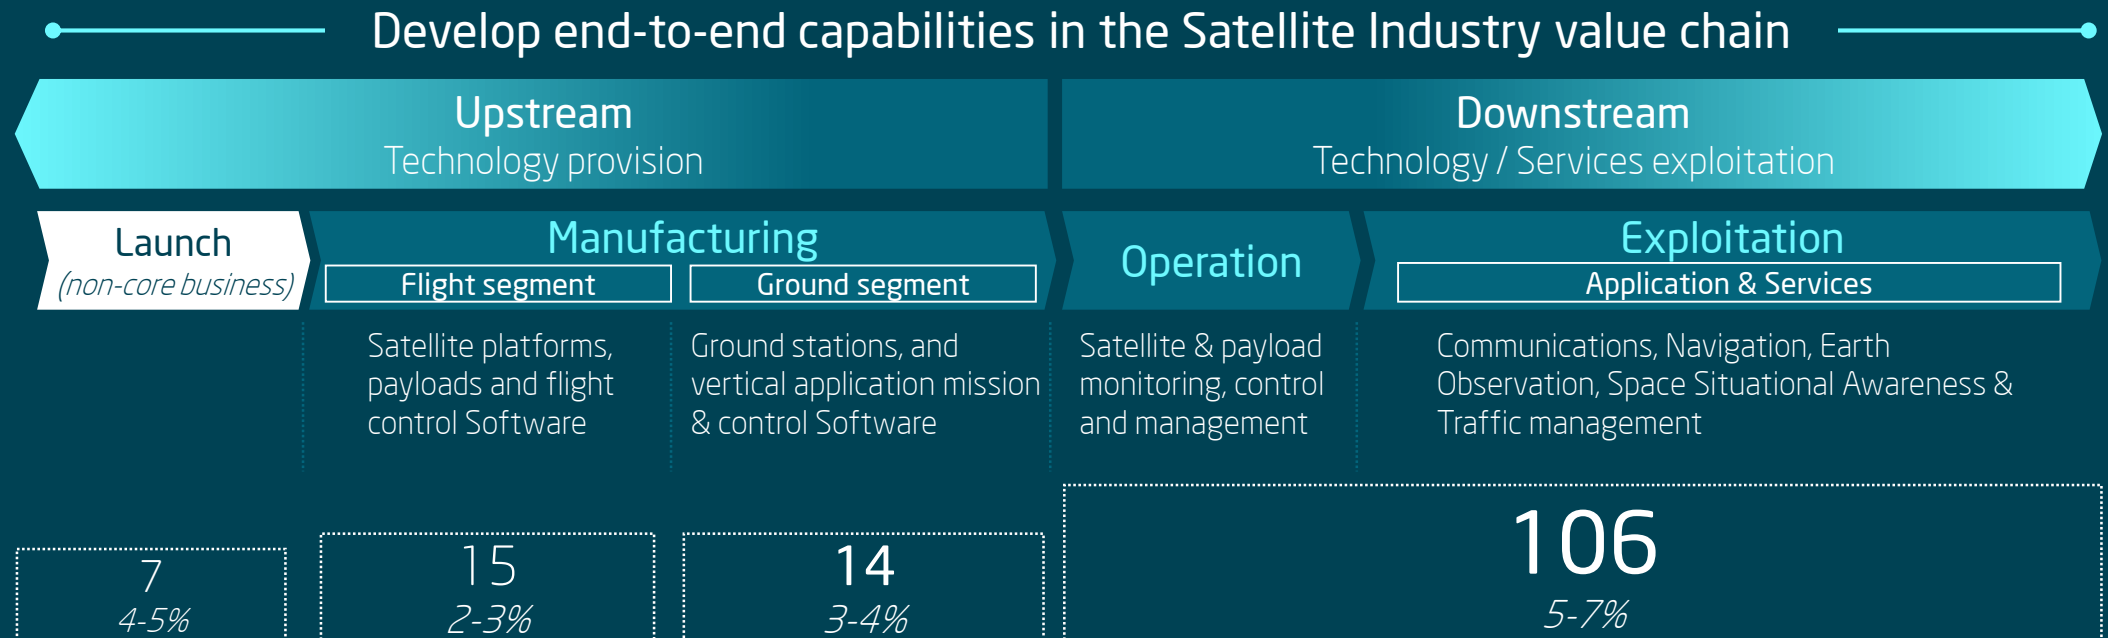 Develop end-to-end capabilities in the Satellite Industry value chain
Upstream
Technology provision
Downstream
Technology / Services exploitation
Launch
(non-core business)
Manufacturing
Flight segment
Ground segment
Operation
Exploitation
Application & Services
Satellite platforms,
payloads and flight
control Software
Ground stations, and
vertical application mission
& control Software
Satellite & payload
monitoring, control
and management
Communications, Navigation, Earth
Observation, Space Situational Awareness &
Traffic management
7
4-5%
15
2-3%
14
3-4%
106
5-7%